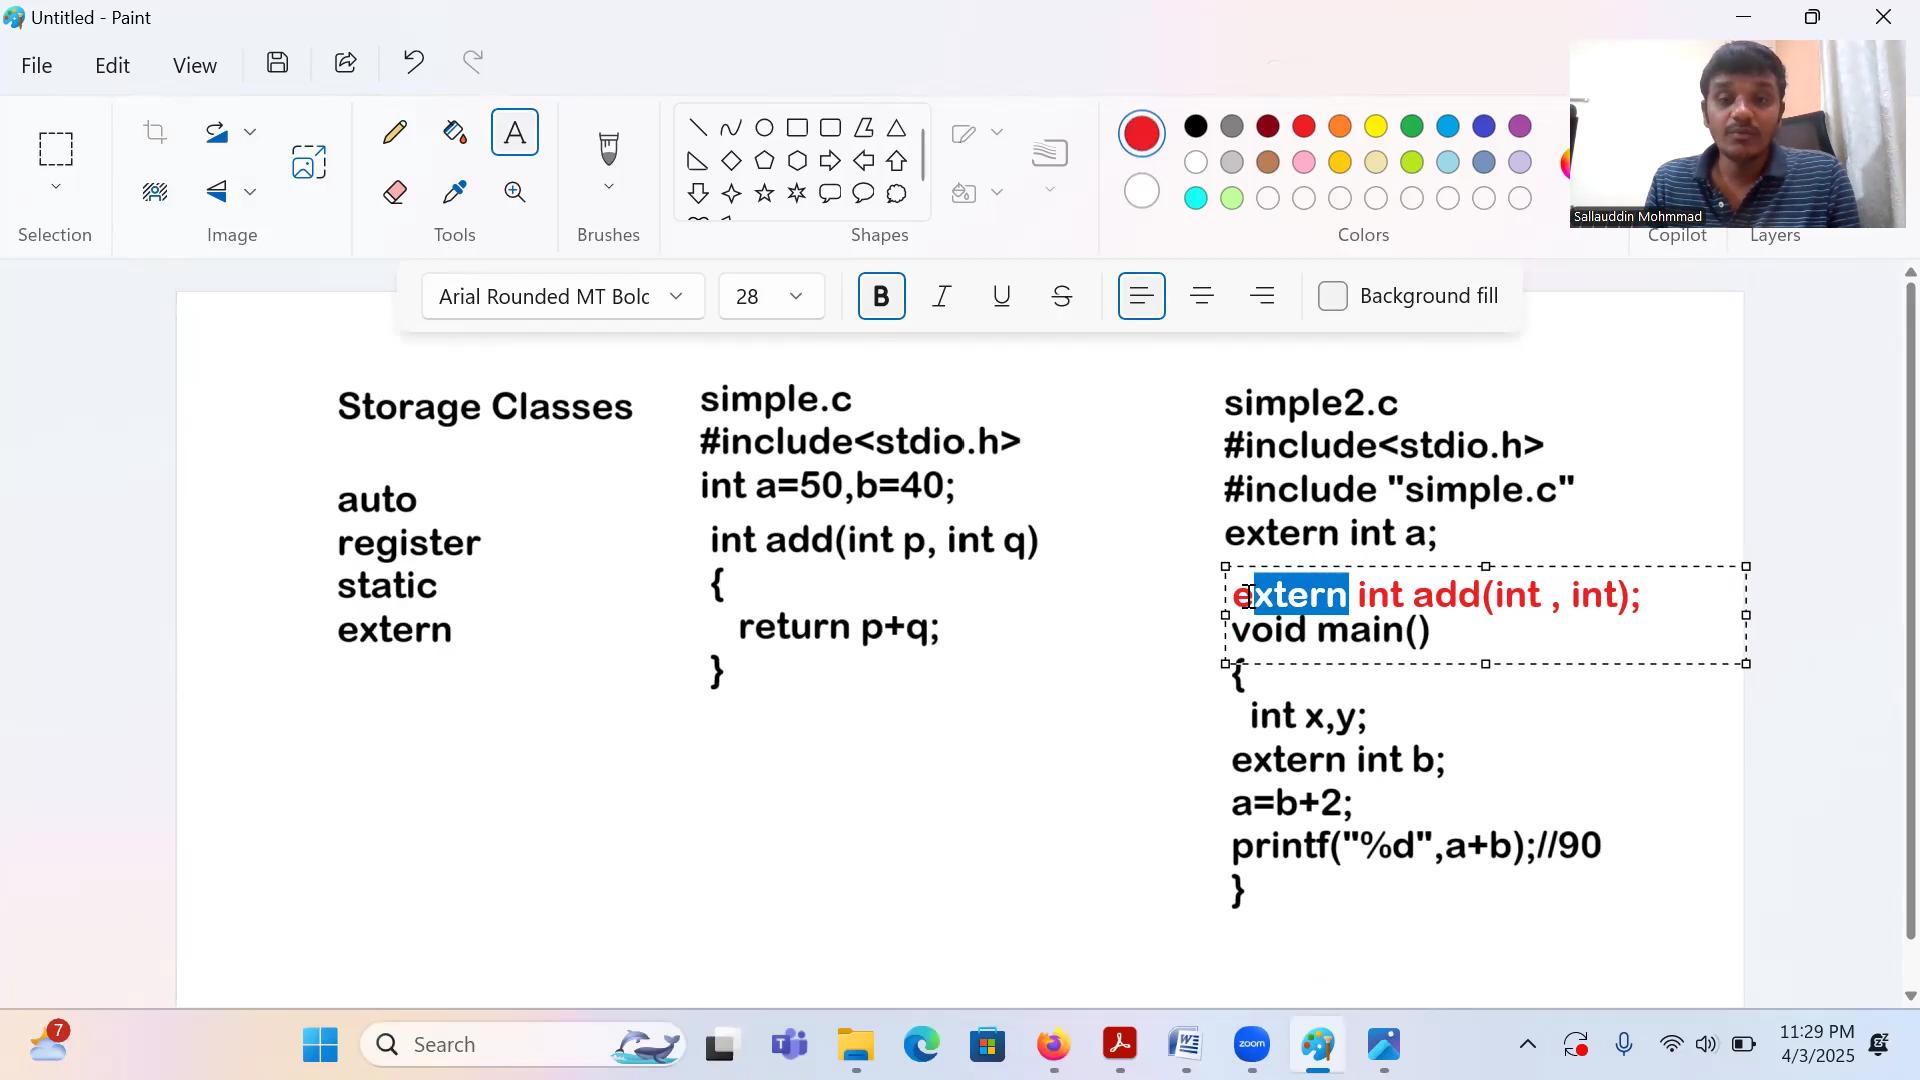 Untitled - Paint
File
Edit
View
Selection
Image
Tools
Brushes
Shapes
Colors
Copilot
Layers
Sallauddin Mohmmad
Arial Rounded MT Bolc
28
B
Background fill
Storage Classes
auto
register
static
extern
simple.c
#include<stdio.h>
int a=50,b=40;
int add(int p, int q)
{
return p+q;
}
simple2.c
#include<stdio.h>
#include "simple.c"
extern int a;
extern int add(int , int);
void main()
{
int x,y;
extern int b;
a=b+2;
printf("%d",a+b);//90
}
7
Search
zoom
11:29 PM
4/3/2025